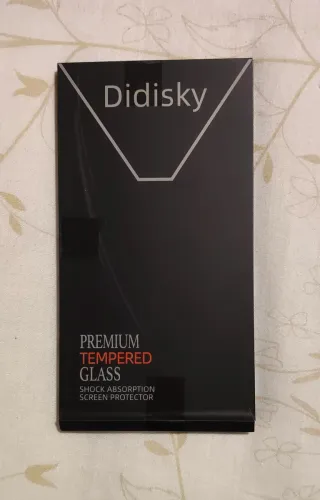 Didisky
PREMIUM
TEMPERED
GLASS
SHOCK ABSORPTION
SCREEN PROTECTOR